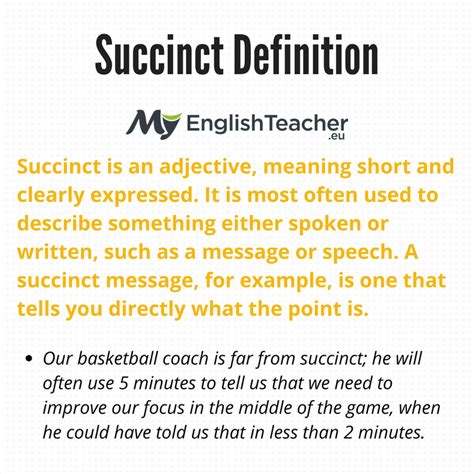 Succinct Definition
My EnglishTeacher
.eu
Succinct is an adjective, meaning short and
clearly expressed. It is most often used to
describe something either spoken or
written, such as a message or speech. A
succinct message, for example, is one that
tells you directly what the point is.
• Our basketball coach is far from succinct; he will
often use 5 minutes to tell us that we need to
improve our focus in the middle of the game, when
he could have told us that in less than 2 minutes.